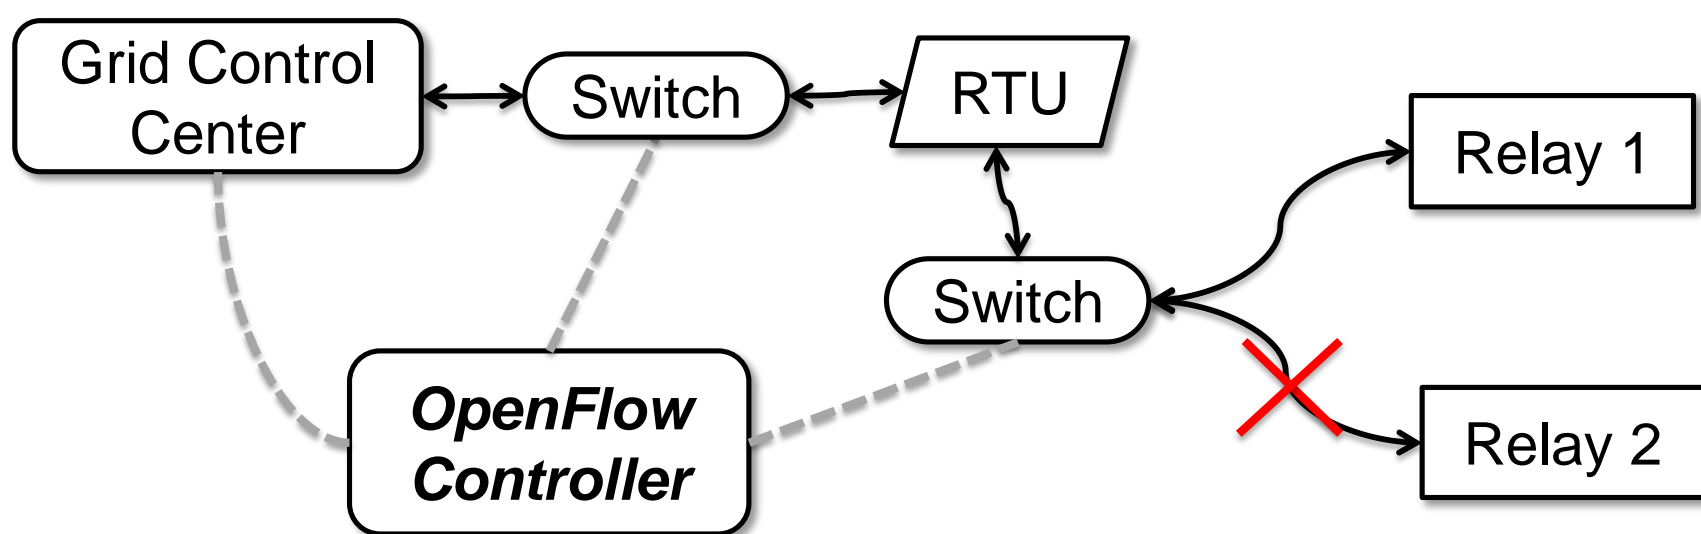 Grid Control
Center
Switch
RTU
Relay 1
Switch
OpenFlow
Controller
Relay 2